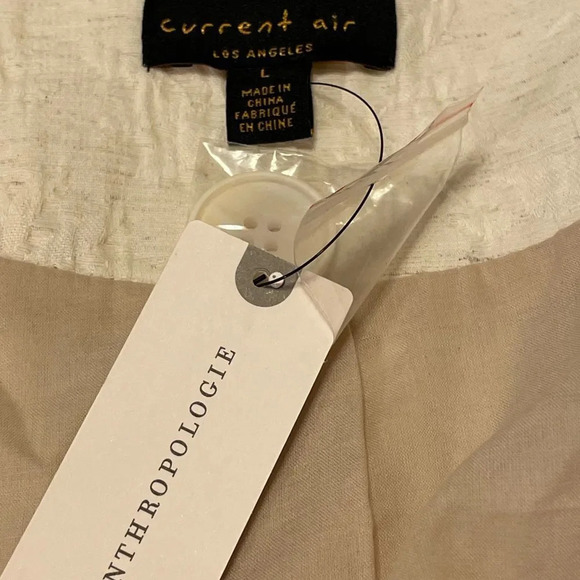 current air
LOS ANGELES
L
MADE IN
CHINA
FABRIQUÉ
EN CHINE
NTHROPOLOGIE